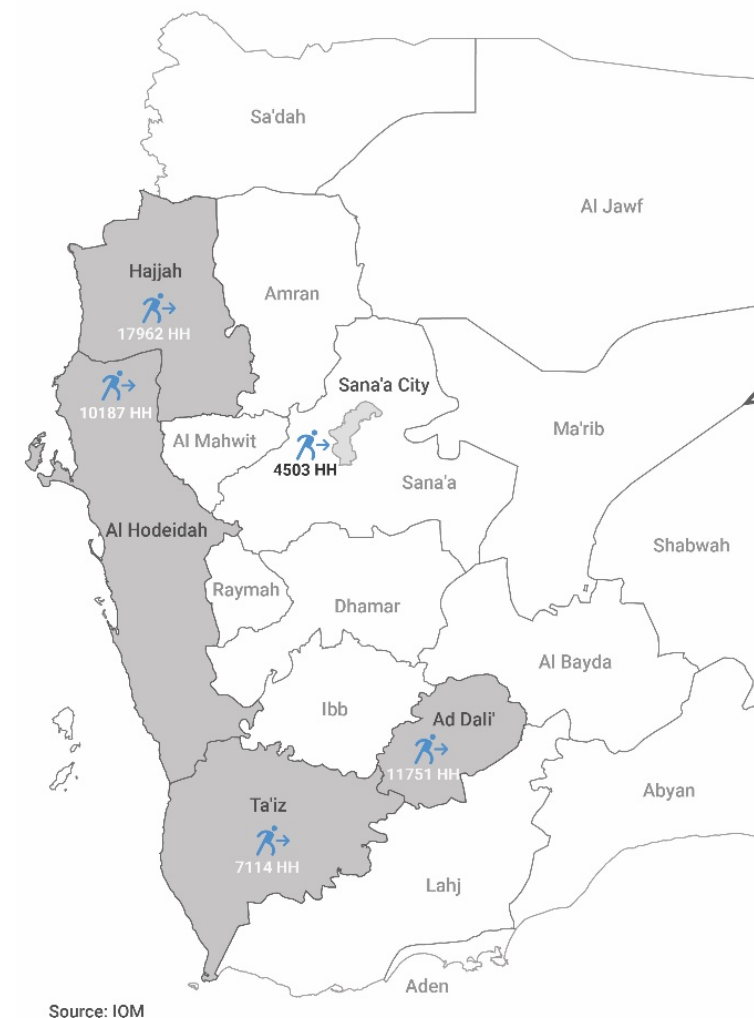 Sa'dah
Al Jawf
Hajjah
17962 HH
Amran
10187 HH
Sana'a City
Al Mahwit
4503 HH
Ma'rib
Sana'a
Al Hodeidah
Shabwah
Raymah
Dhamar
Al Bayda
Ibb
Ad Dali'
11751 HH
Abyan
Ta'iz
7114 HH
Lahj
Aden
Source: IOM